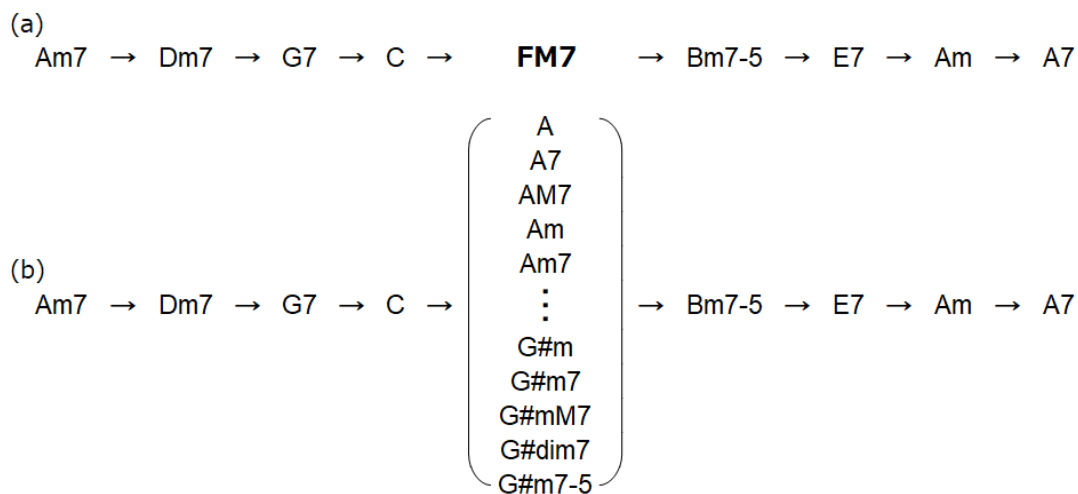 (a)
Am7 → Dm7 → G7 → C → FM7 → Bm7-5 → E7 → Am → A7
A
A7
AM7
Am
Am7
⋮
(b)
Am7 → Dm7 → G7 → C → → Bm7-5 → E7 → Am → A7
G#m
G#m7
G#mM7
G#dim7
G#m7-5